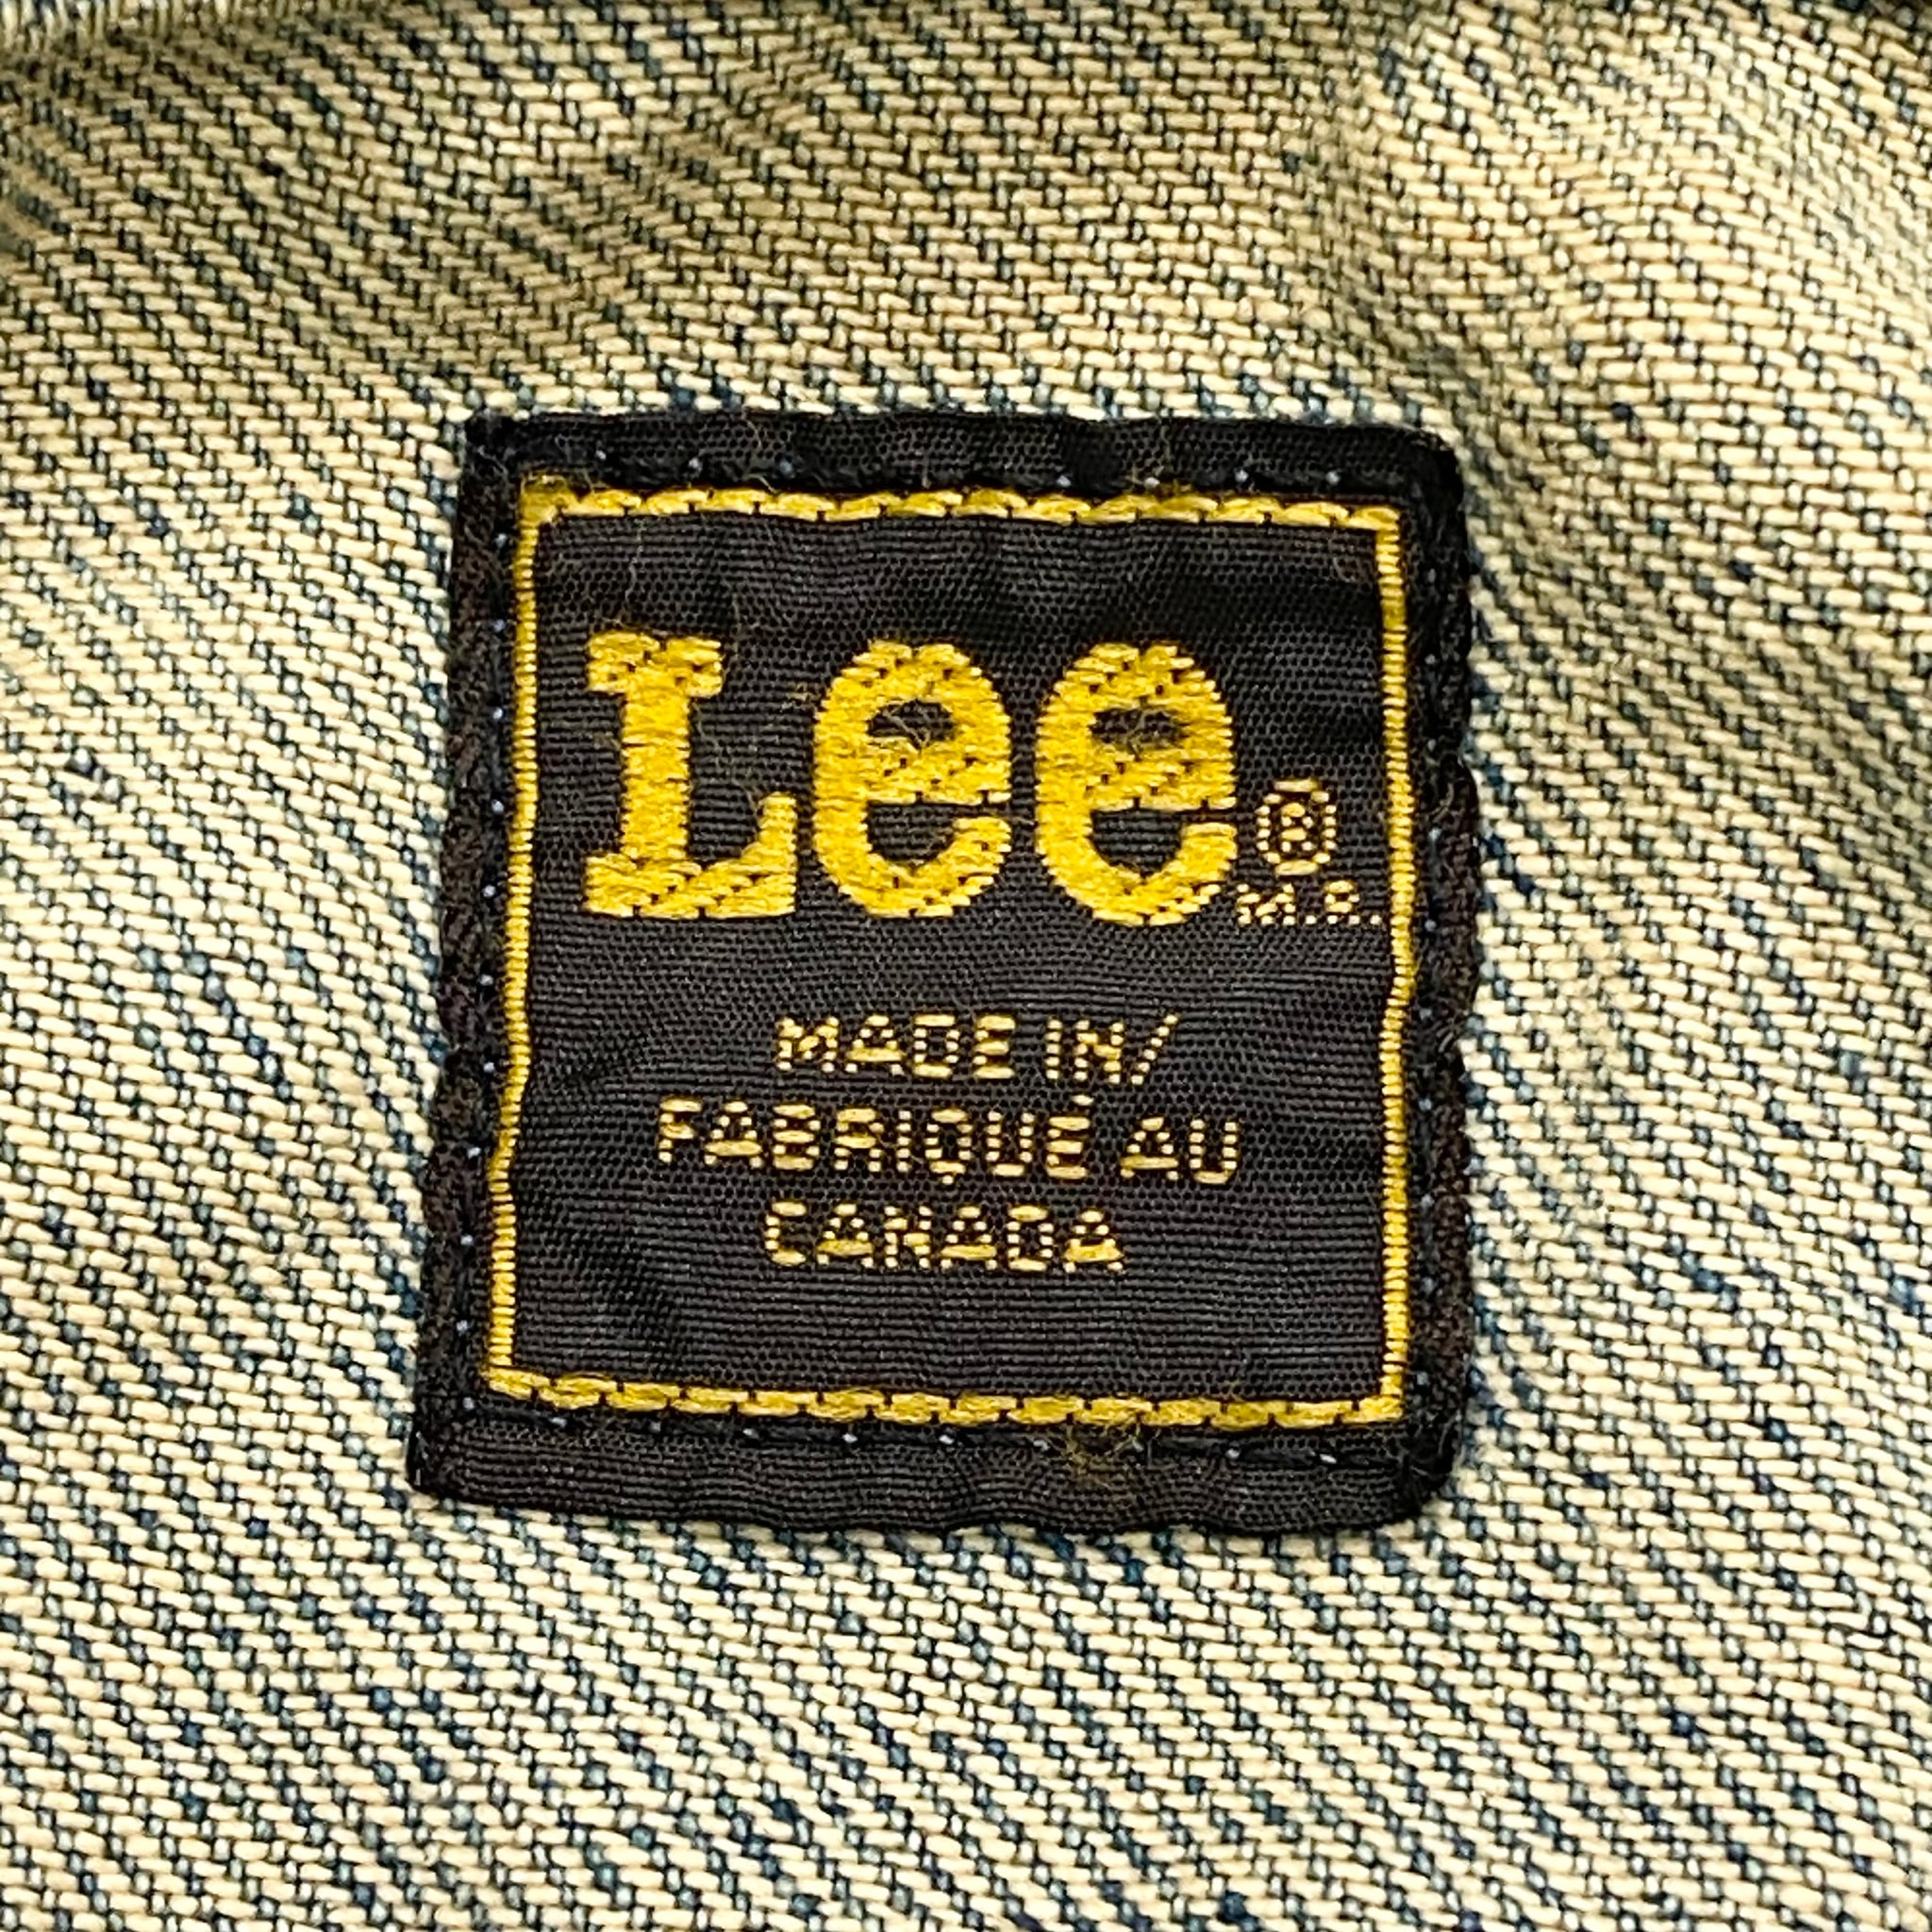 Lee®
M.R.
MADE IN/
FABRIQUÉ AU
CANADA